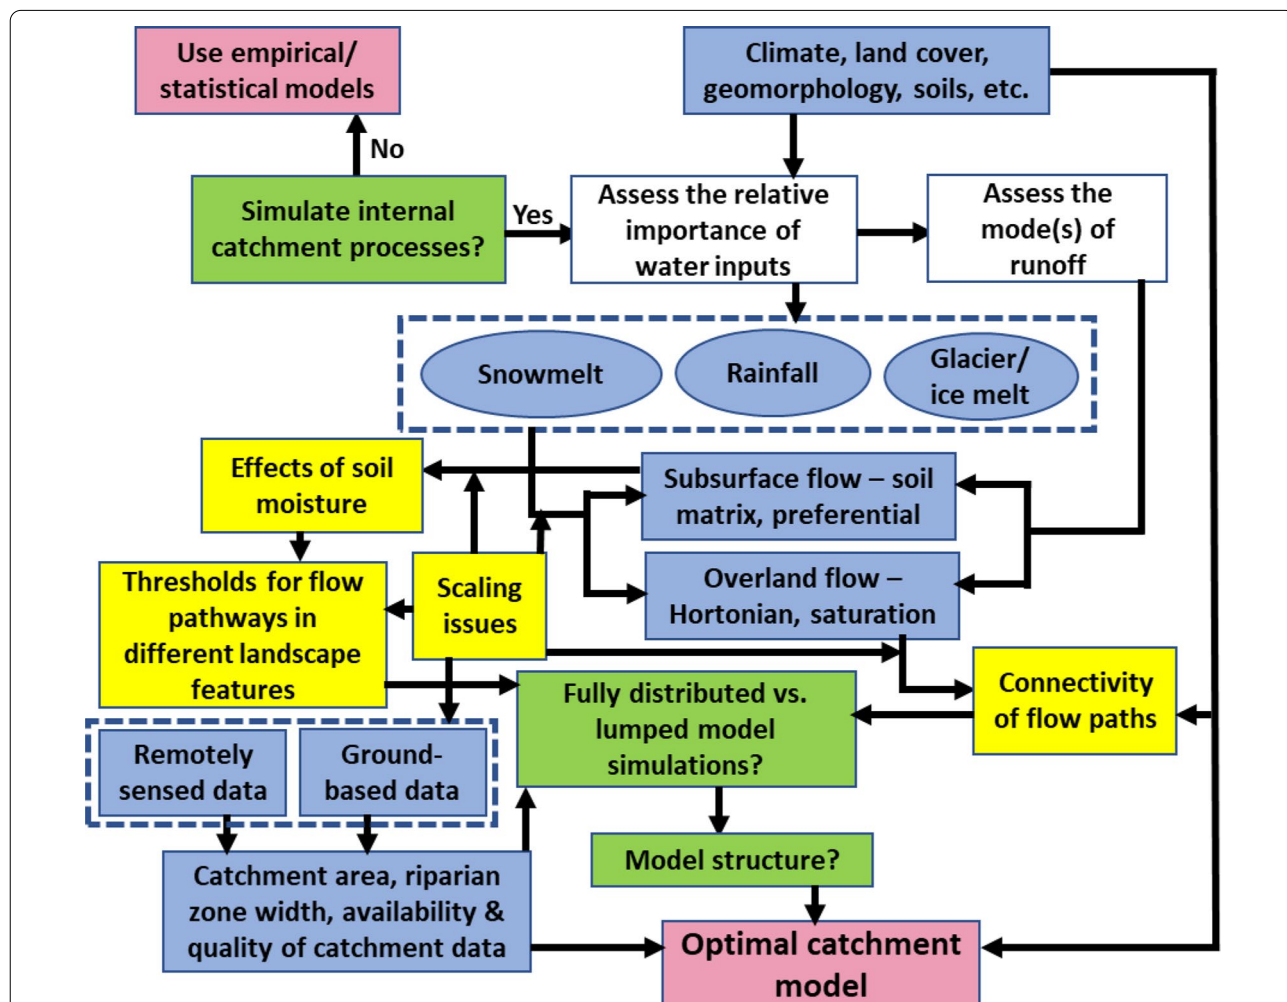 Use empirical/
statistical models
Climate, land cover,
geomorphology, soils, etc.
No
Simulate internal
catchment processes?
Yes
Assess the relative
importance of
water inputs
Assess the
mode(s) of
runoff
Snowmelt
Rainfall
Glacier/
ice melt
Effects of soil
moisture
Subsurface flow – soil
matrix, preferential
Thresholds for flow
pathways in
different landscape
features
Scaling
issues
Overland flow –
Hortonian, saturation
Fully distributed vs.
lumped model
simulations?
Connectivity
of flow paths
Remotely
sensed data
Ground-
based data
Model structure?
Catchment area, riparian
zone width, availability &
quality of catchment data
Optimal catchment
model